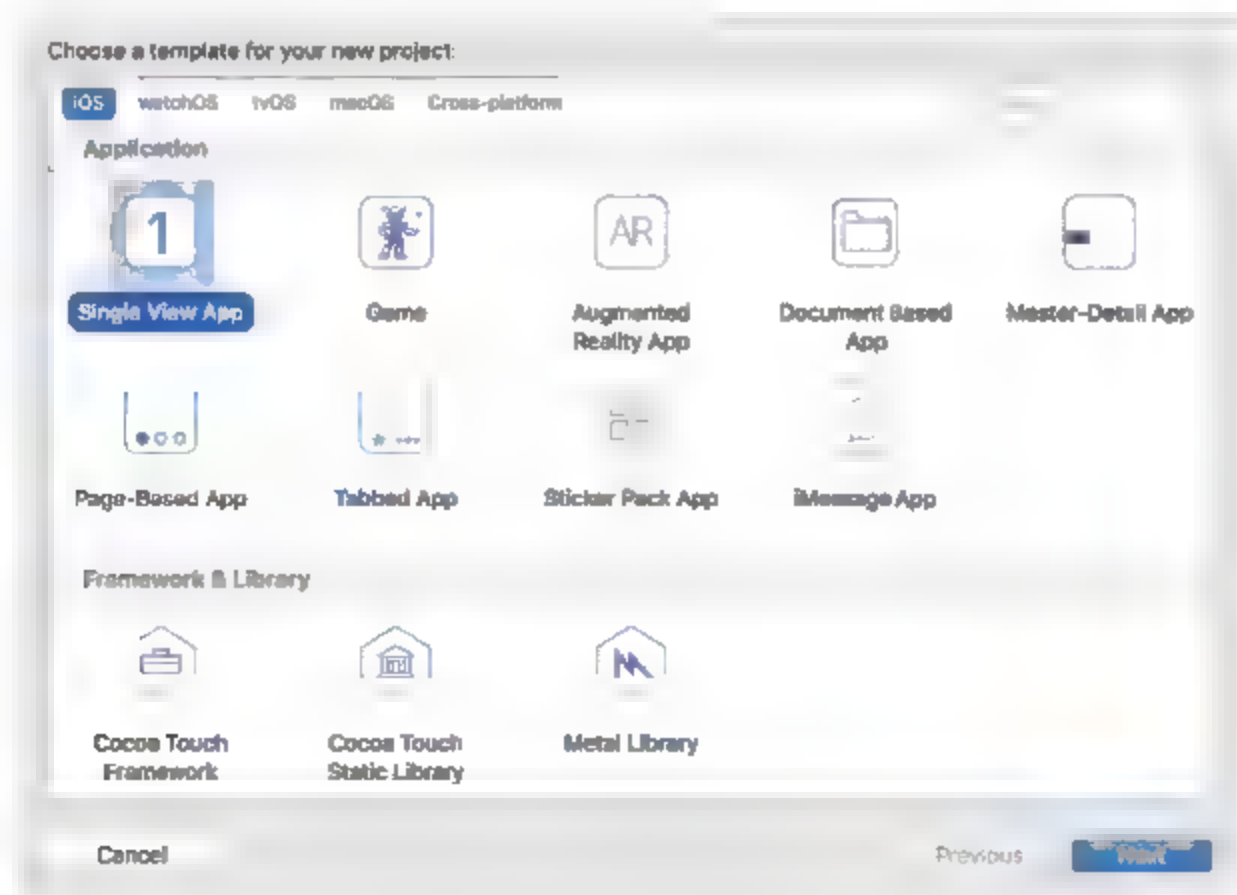 Choose a template for your new project:
iOS watchOS tvOS macOS Cross-platform
Application
1
AR
Single View App
Game
Augmented
Reality App
Document Based
App
Master-Detail App
Page-Based App
Tabbed App
Sticker Pack App
iMessage App
Framework & Library
Cocoa Touch
Framework
Cocoa Touch
Static Library
Metal Library
Cancel
Previous
Next